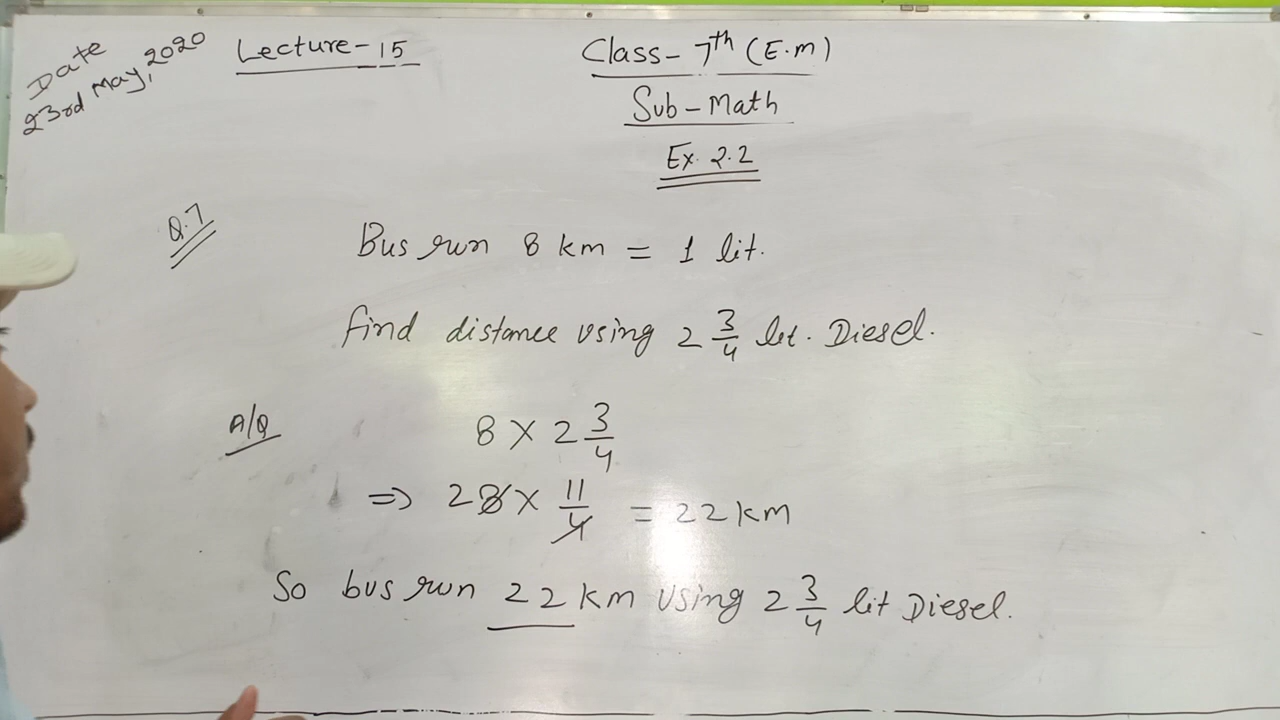 Date
23rd May, 2020
Lecture-15
Class-7th (E.m)
Sub-Math
Ex. 2.2
Q.7
Bus run 8 km = 1 lit.
find distance using 2 3/4 lit. Diesel.
A/Q
8 × 2 3/4
⇒ 2 8 × 11/4 = 22 km
So bus run 22 km using 2 3/4 lit Diesel.